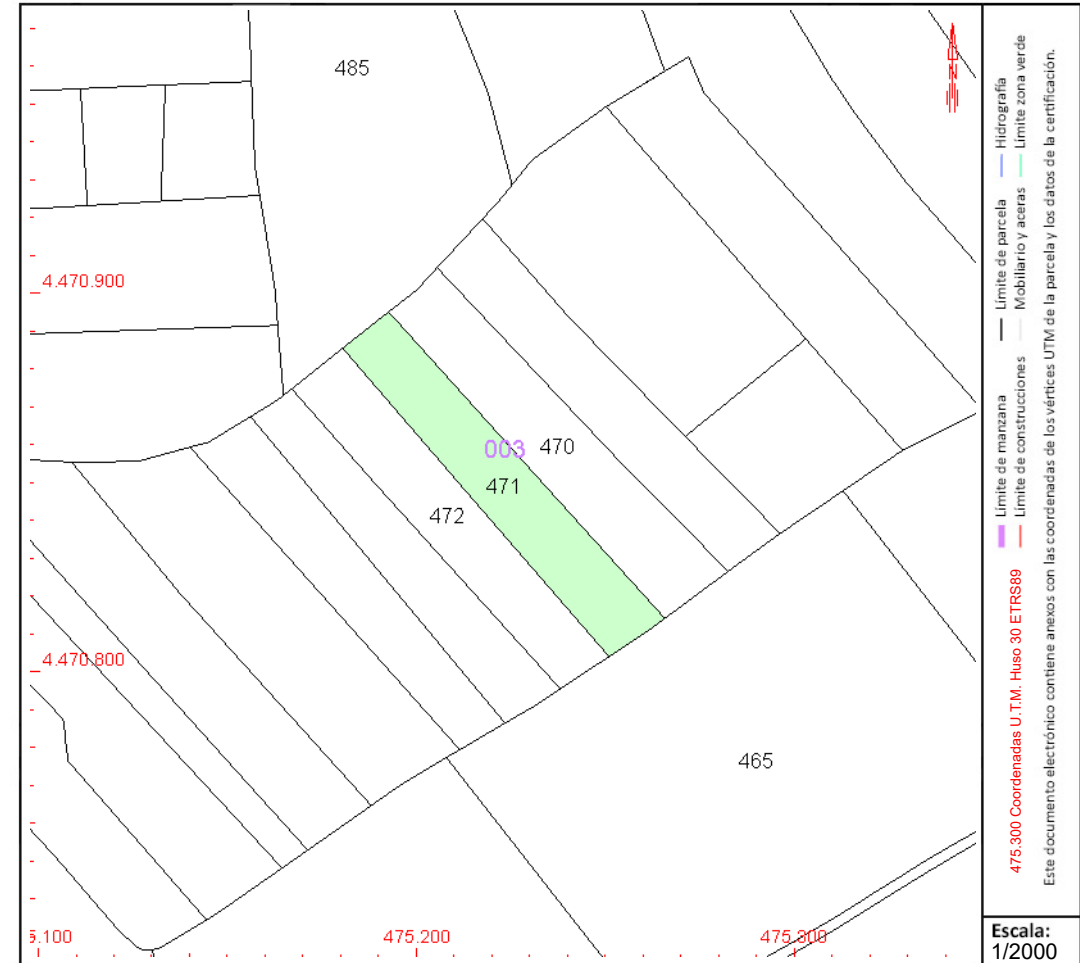 485
4.470.900
003
470
471
472
4.470.800
465
5.100
475.200
475.300
Límite de manzana
Límite de parcela
Hidrografía
Límite de construcciones
Mobiliario y aceras
Límite zona verde
475.300 Coordenadas U.T.M. Huso 30 ETRS89
Este documento electrónico contiene anexos con las coordenadas de los vértices UTM de la parcela y los datos de la certificación.
N
Escala:
1/2000